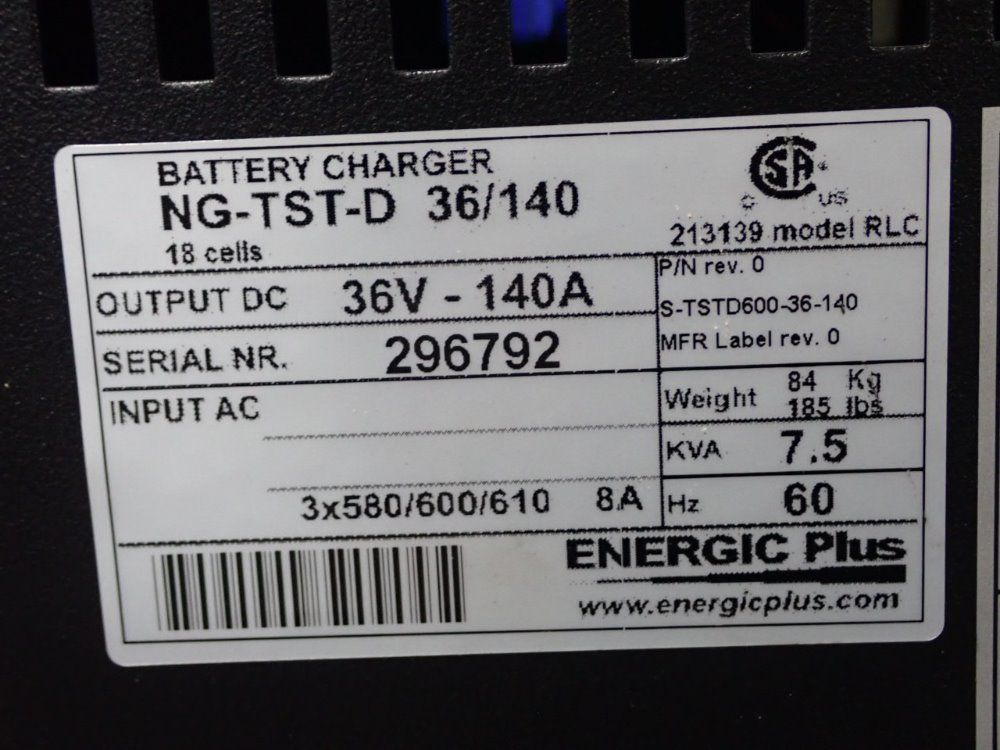 BATTERY CHARGER
NG-TST-D 36/140
18 cells
CSA
C US
213139 model RLC
OUTPUT DC 36V - 140A
P/N rev. 0
S-TSTD600-36-140
MFR Label rev. 0
SERIAL NR. 296792
INPUT AC
3x580/600/610 8A
Weight 84 Kg
185 lbs
KVA 7.5
Hz 60
ENERGIC Plus
www.energicplus.com